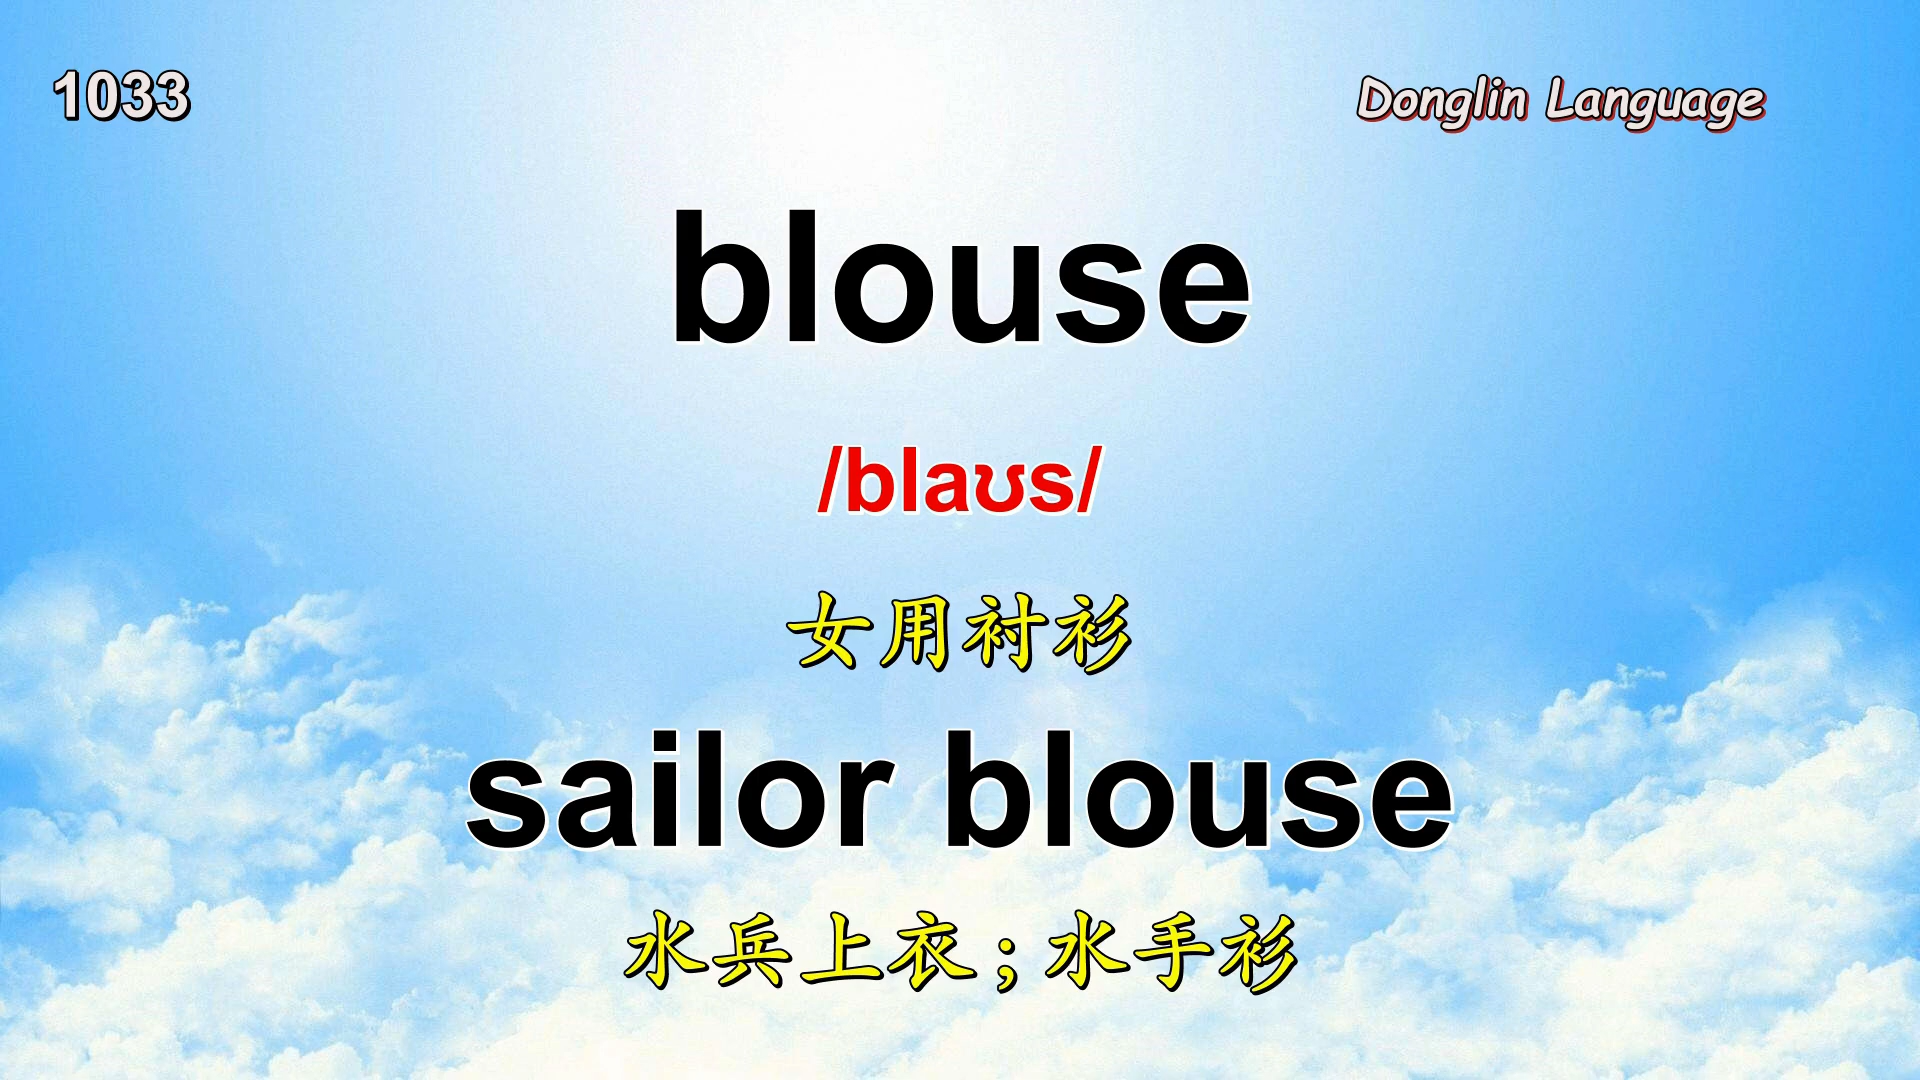 1033
Donglin Language
blouse
/blaʊs/
女用衬衫
sailor blouse
水兵上衣；水手衫